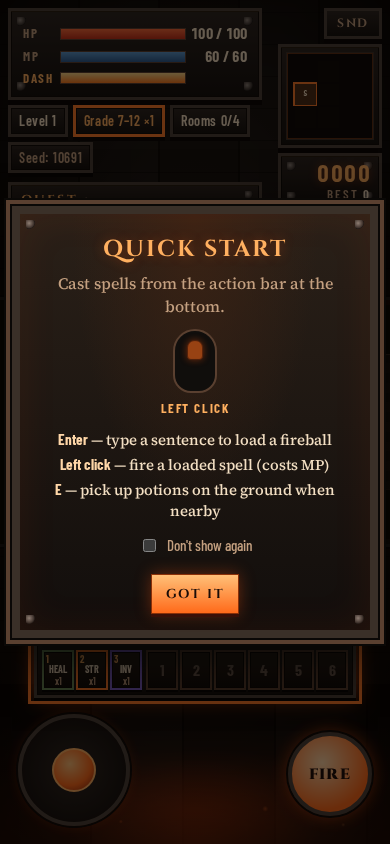 HP 100 / 100
SND
MP 60 / 60
DASH
Level 1 Grade 7–12 ×1 Rooms 0/4
Seed: 10691
S
0000
BEST 0
QUEST
QUICK START
Cast spells from the action bar at the
bottom.
LEFT CLICK
Enter — type a sentence to load a fireball
Left click — fire a loaded spell (costs MP)
E — pick up potions on the ground when
nearby
Don't show again
GOT IT
1 HEAL x1
2 STR x1
3 INV x1
1 2 3 4 5 6
FIRE